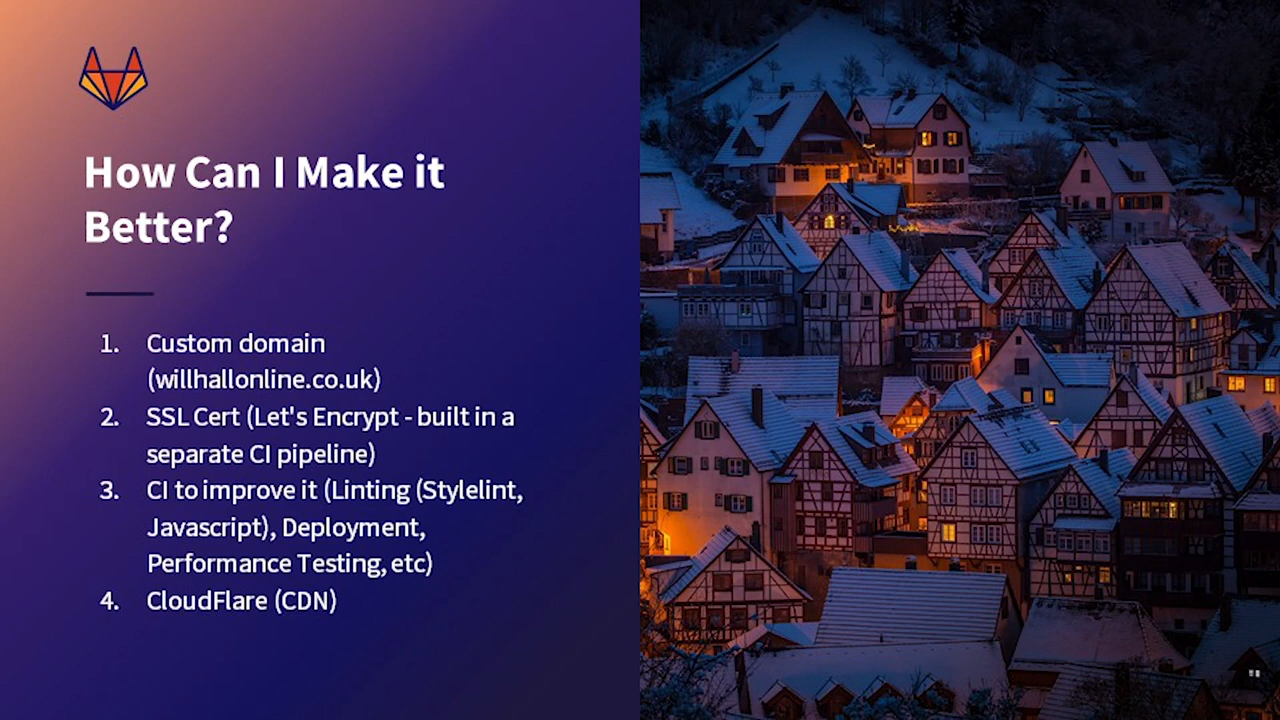 How Can I Make it
Better?
1. Custom domain
(willhallonline.co.uk)
2. SSL Cert (Let's Encrypt - built in a
separate CI pipeline)
3. CI to improve it (Linting (Stylelint,
Javascript), Deployment,
Performance Testing, etc)
4. CloudFlare (CDN)